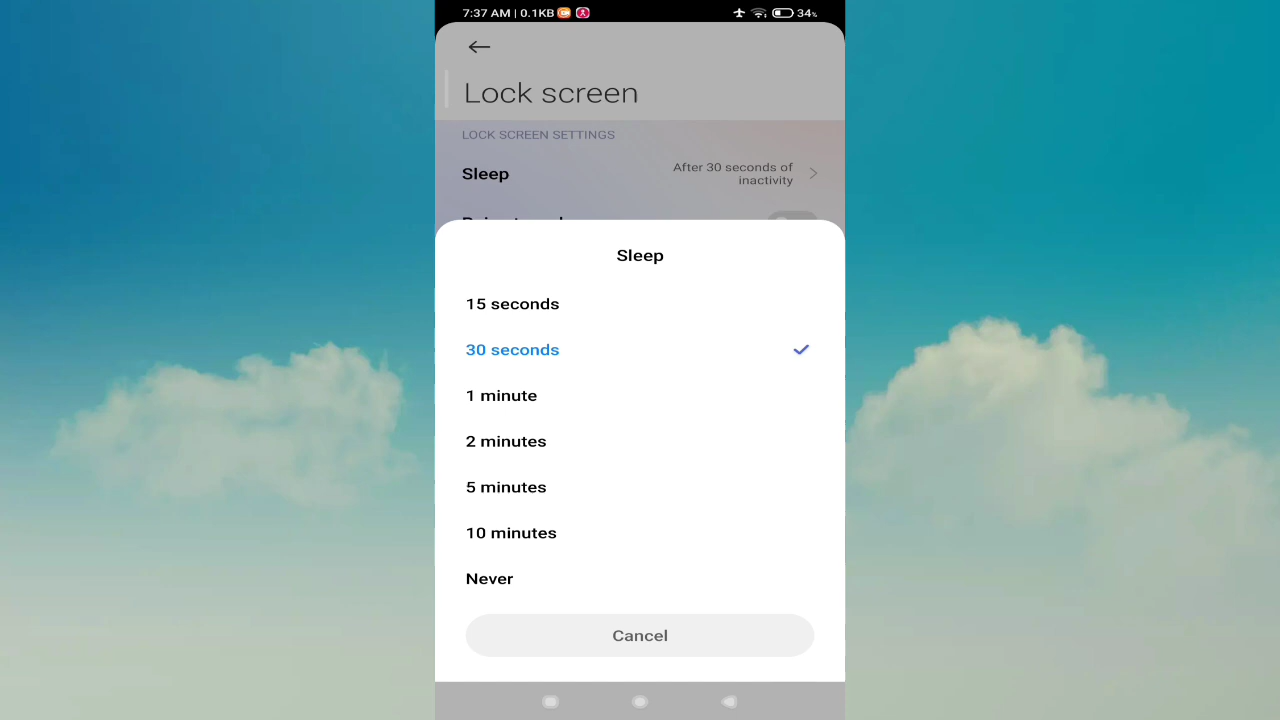 7:37 AM | 0.1KB
34%
Lock screen
LOCK SCREEN SETTINGS
Sleep
After 30 seconds of
inactivity
Sleep
15 seconds
30 seconds
1 minute
2 minutes
5 minutes
10 minutes
Never
Cancel